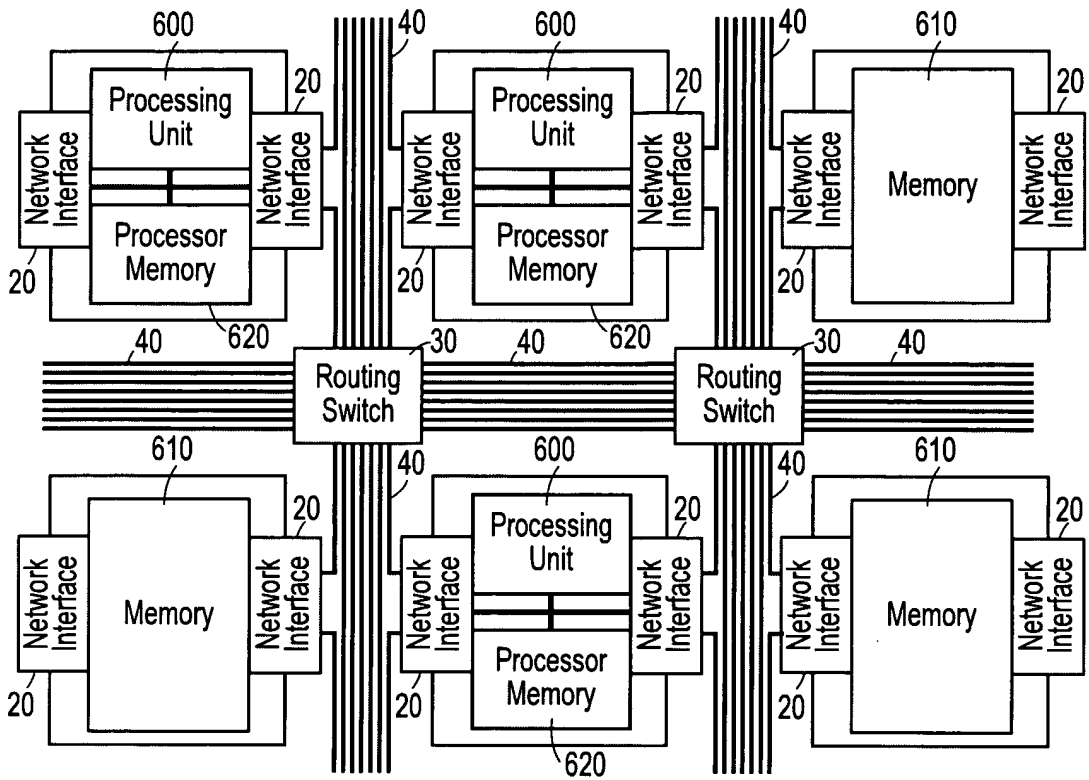 600
40
600
40
610
20
Processing
Unit
Network
Interface
Network
Interface
Processor
Memory
20
620
20
Processing
Unit
Network
Interface
Network
Interface
Processor
Memory
20
620
20
Memory
Network
Interface
Network
Interface
20
40
30
Routing
Switch
40
30
Routing
Switch
40
610
40
600
40
610
20
Memory
Network
Interface
Network
Interface
20
20
Processing
Unit
Network
Interface
Network
Interface
Processor
Memory
20
620
20
Memory
Network
Interface
Network
Interface
20